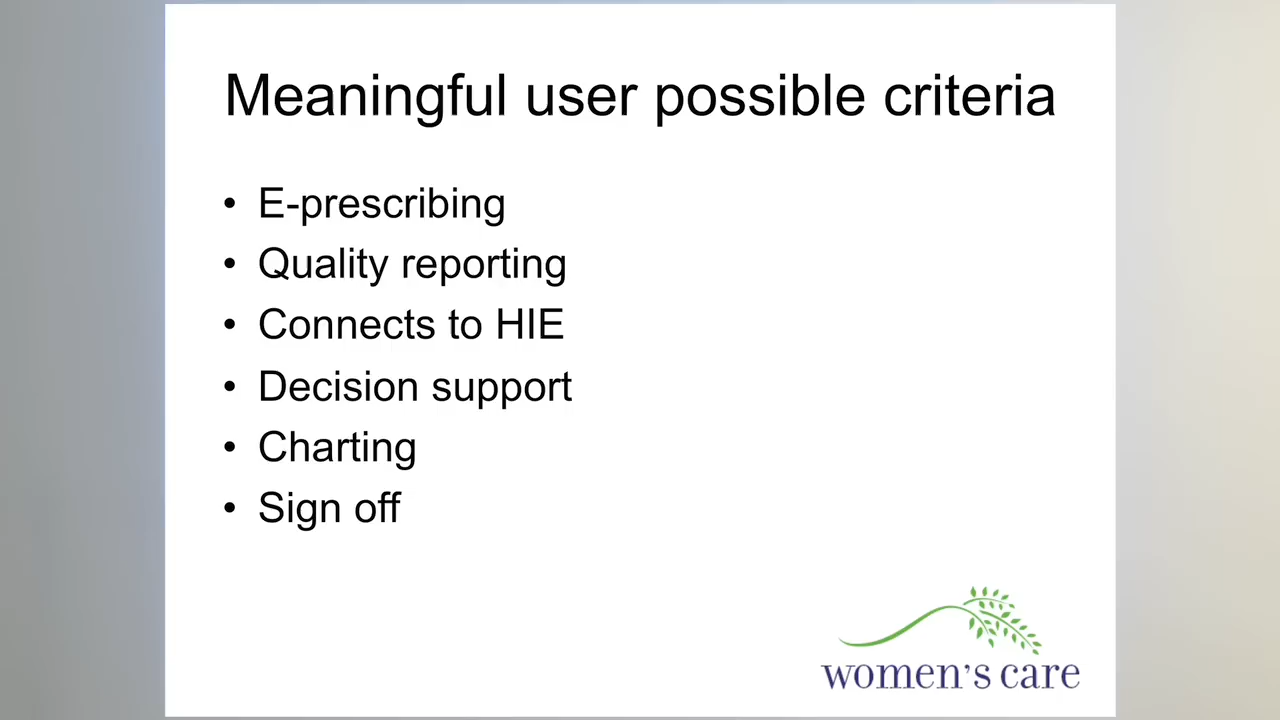 Meaningful user possible criteria
• E-prescribing
• Quality reporting
• Connects to HIE
• Decision support
• Charting
• Sign off
women's care